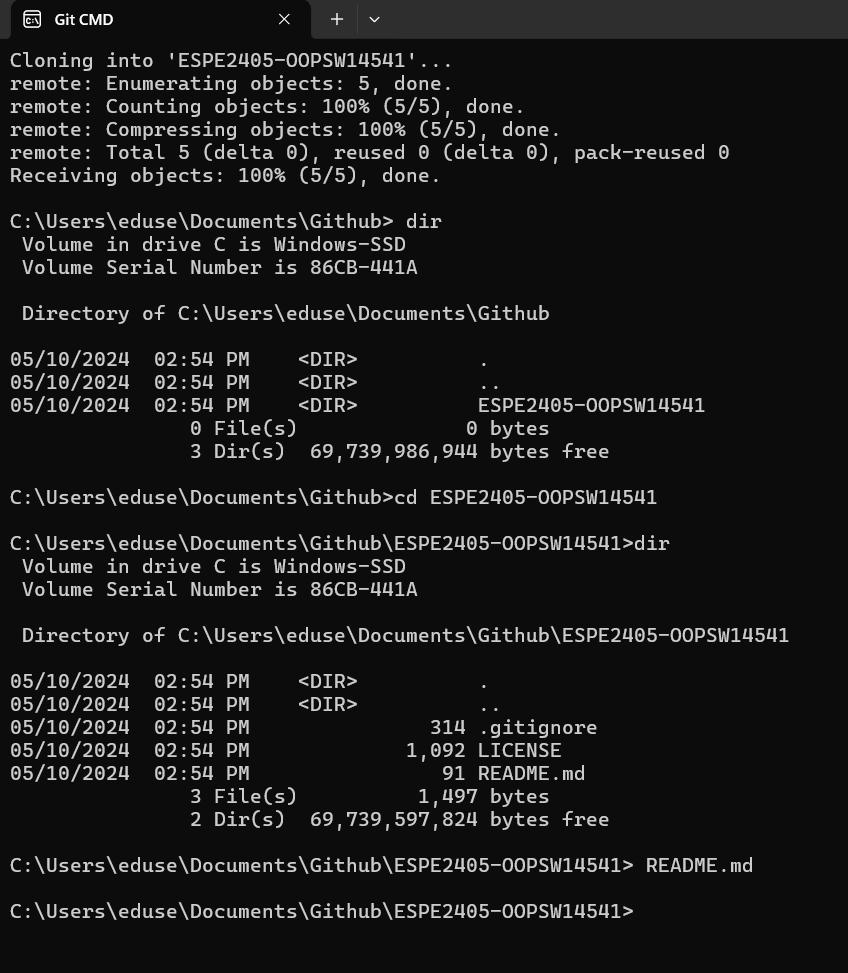 Git CMD
Cloning into 'ESPE2405-OOPSW14541'...
remote: Enumerating objects: 5, done.
remote: Counting objects: 100% (5/5), done.
remote: Compressing objects: 100% (5/5), done.
remote: Total 5 (delta 0), reused 0 (delta 0), pack-reused 0
Receiving objects: 100% (5/5), done.

C:\Users\eduse\Documents\Github> dir
 Volume in drive C is Windows-SSD
 Volume Serial Number is 86CB-441A

 Directory of C:\Users\eduse\Documents\Github

05/10/2024  02:54 PM    <DIR>          .
05/10/2024  02:54 PM    <DIR>          ..
05/10/2024  02:54 PM    <DIR>          ESPE2405-OOPSW14541
               0 File(s)              0 bytes
               3 Dir(s)  69,739,986,944 bytes free

C:\Users\eduse\Documents\Github>cd ESPE2405-OOPSW14541

C:\Users\eduse\Documents\Github\ESPE2405-OOPSW14541>dir
 Volume in drive C is Windows-SSD
 Volume Serial Number is 86CB-441A

 Directory of C:\Users\eduse\Documents\Github\ESPE2405-OOPSW14541

05/10/2024  02:54 PM    <DIR>          .
05/10/2024  02:54 PM    <DIR>          ..
05/10/2024  02:54 PM               314 .gitignore
05/10/2024  02:54 PM             1,092 LICENSE
05/10/2024  02:54 PM                91 README.md
               3 File(s)          1,497 bytes
               2 Dir(s)  69,739,597,824 bytes free

C:\Users\eduse\Documents\Github\ESPE2405-OOPSW14541> README.md

C:\Users\eduse\Documents\Github\ESPE2405-OOPSW14541>